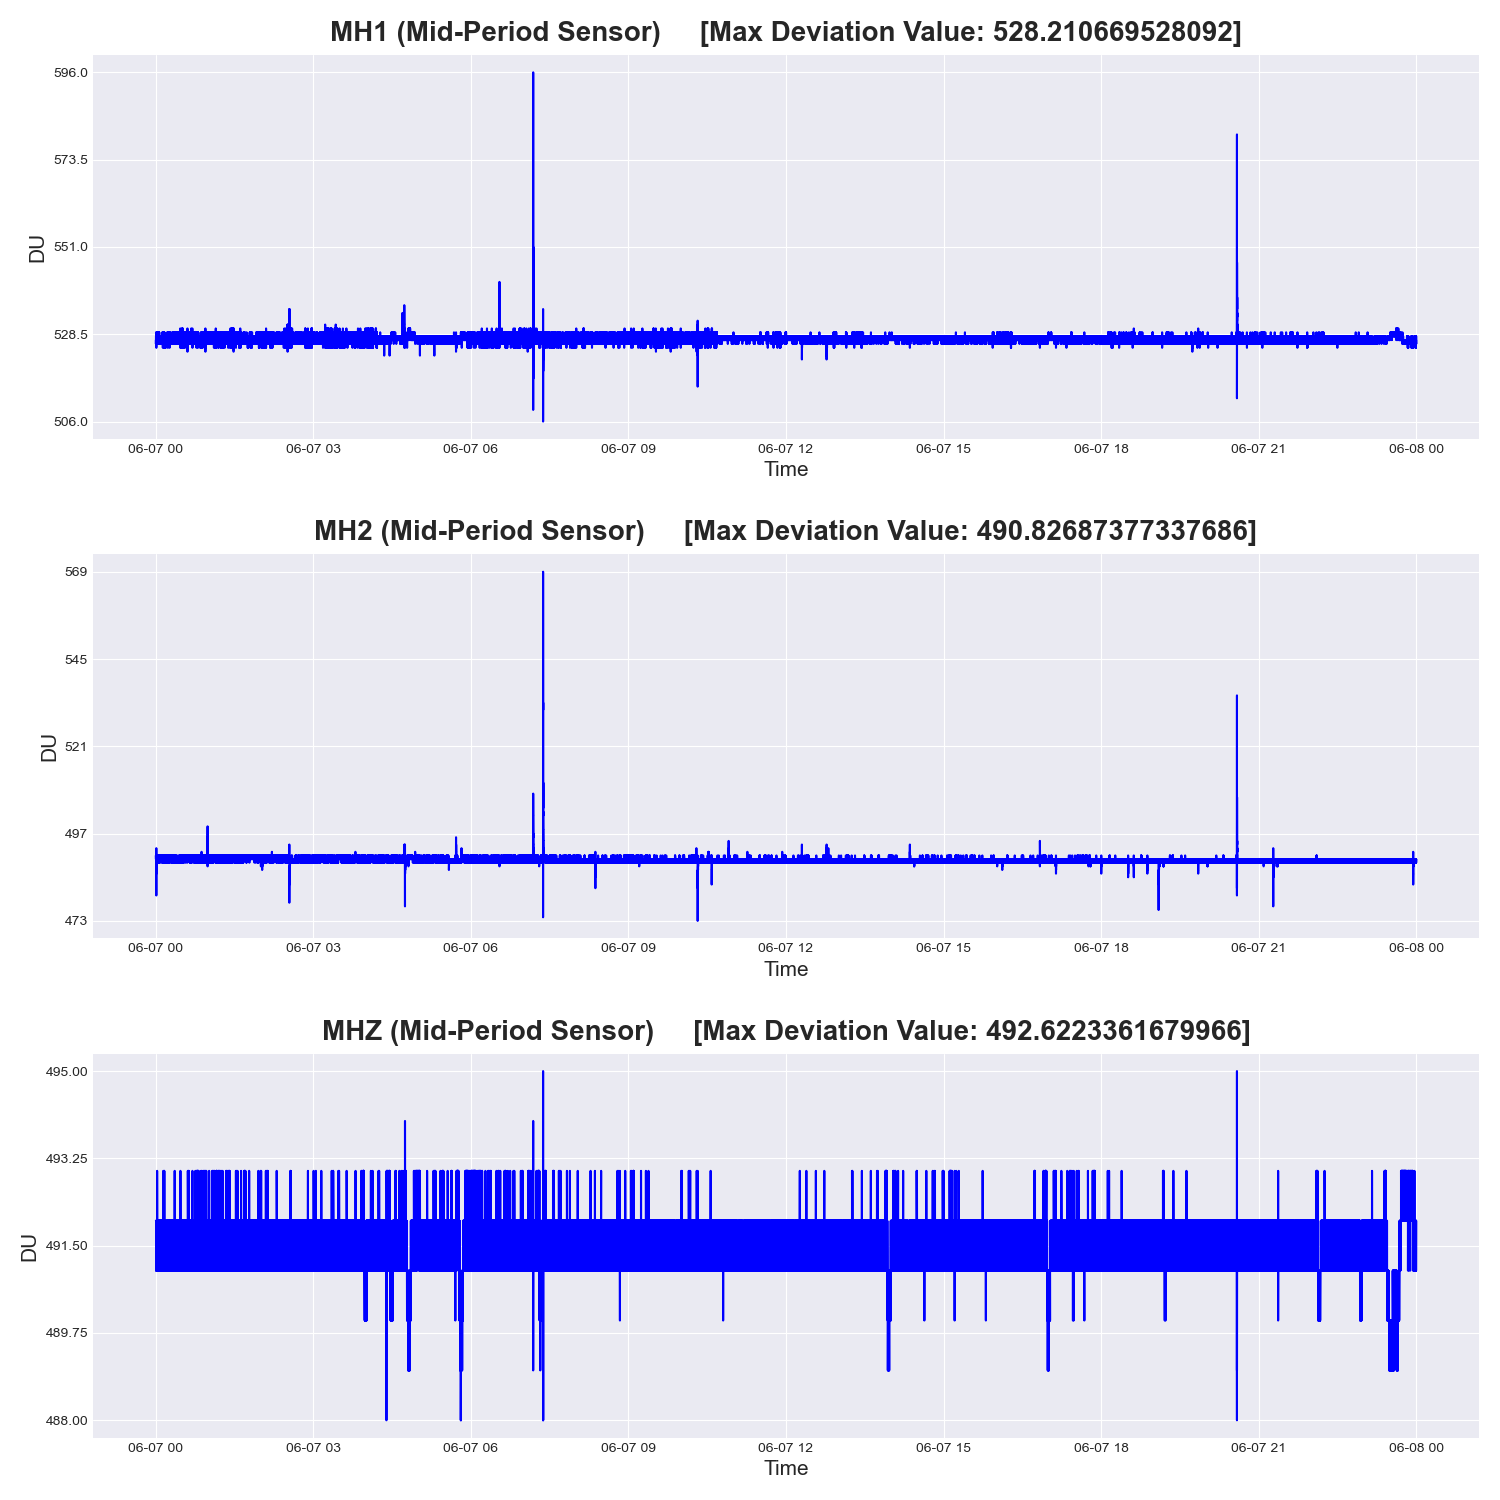 MH1 (Mid-Period Sensor) [Max Deviation Value: 528.210669528092]
596.0
573.5
551.0
528.5
506.0
DU
06-07 00 06-07 03 06-07 06 06-07 09 06-07 12 06-07 15 06-07 18 06-07 21 06-08 00
Time
MH2 (Mid-Period Sensor) [Max Deviation Value: 490.82687377337686]
569
545
521
497
473
DU
06-07 00 06-07 03 06-07 06 06-07 09 06-07 12 06-07 15 06-07 18 06-07 21 06-08 00
Time
MHZ (Mid-Period Sensor) [Max Deviation Value: 492.6223361679966]
495.00
493.25
491.50
489.75
488.00
DU
06-07 00 06-07 03 06-07 06 06-07 09 06-07 12 06-07 15 06-07 18 06-07 21 06-08 00
Time